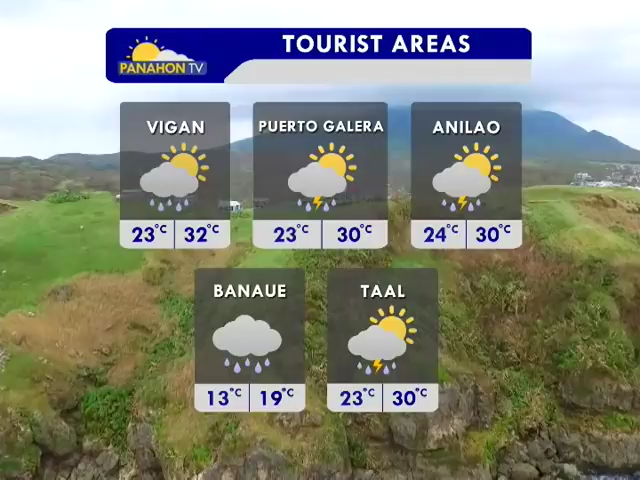 PANAHON TV
TOURIST AREAS
VIGAN
23°C 32°C
PUERTO GALERA
23°C 30°C
ANILAO
24°C 30°C
BANAUE
13°C 19°C
TAAL
23°C 30°C